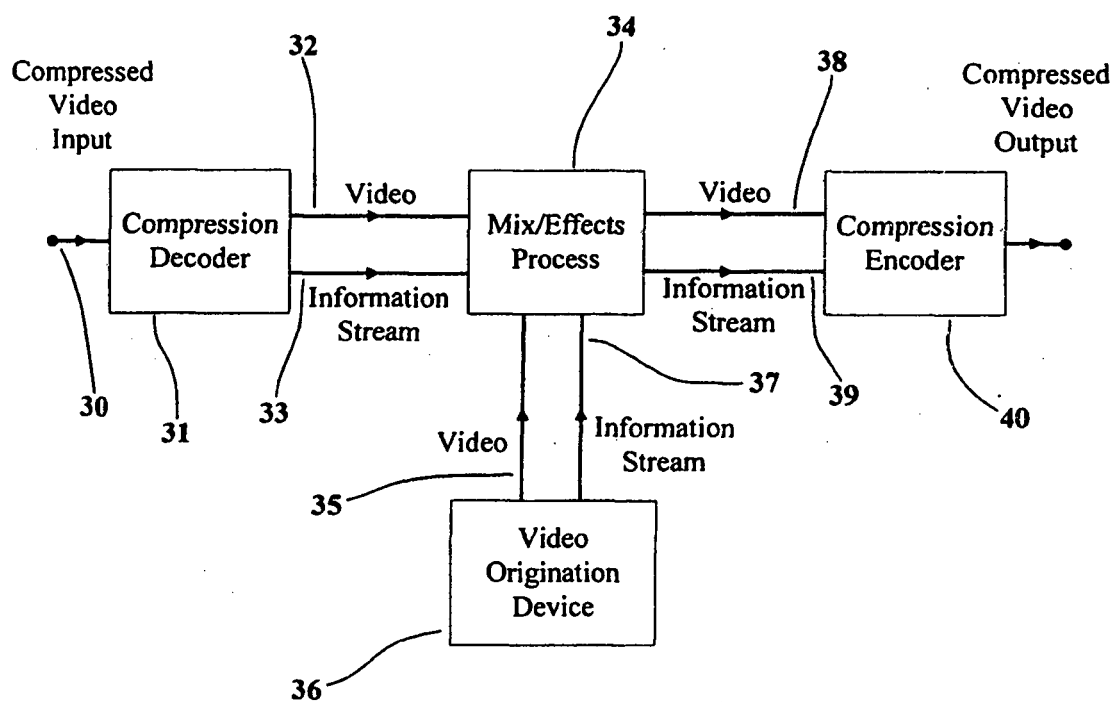 34
32
38
Compressed
Video
Input
Compressed
Video
Output
Video
Video
Compression
Decoder
Mix/Effects
Process
Compression
Encoder
Information
Stream
Information
Stream
30
31
33
37
39
40
Video
Information
Stream
35
Video
Origination
Device
36